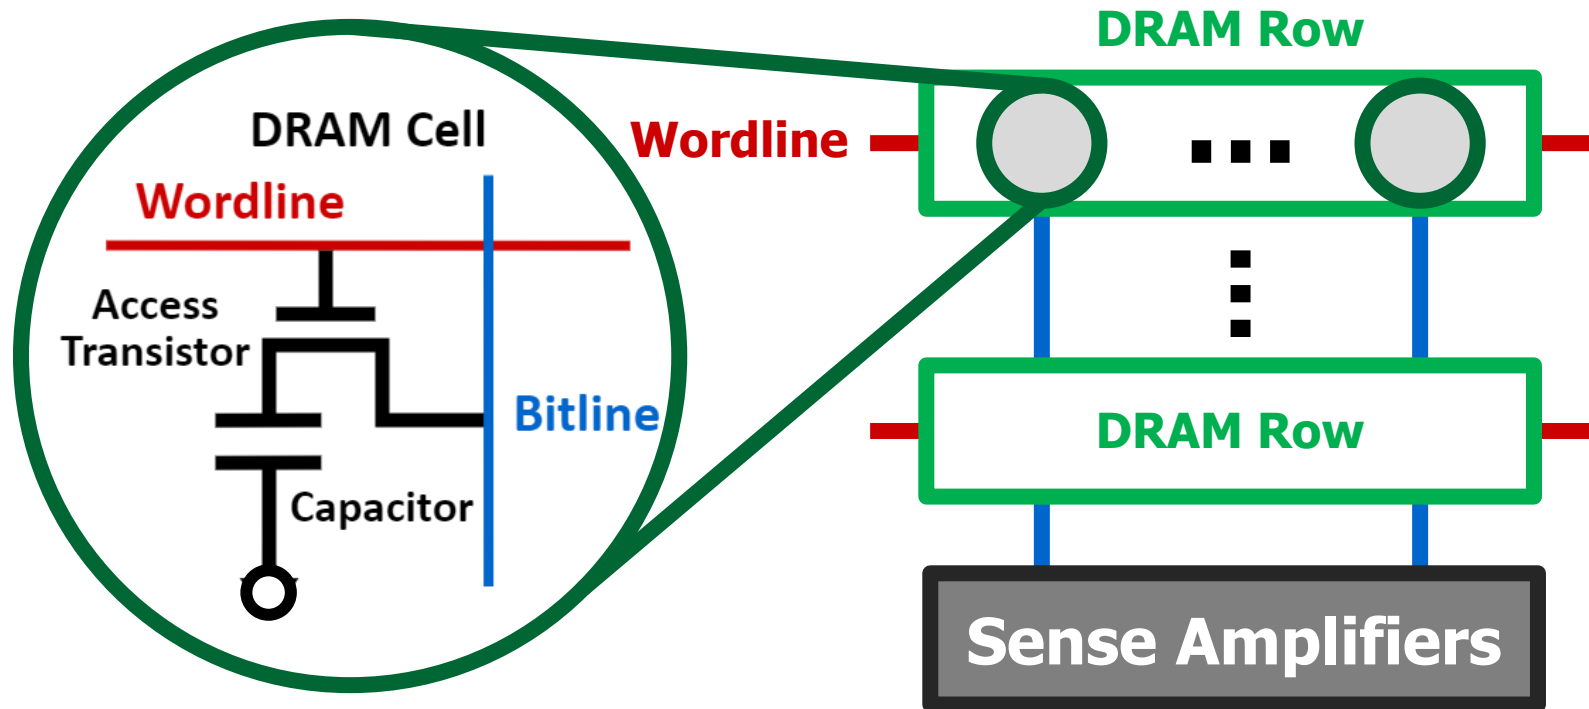 DRAM Cell
Wordline
Access
Transistor
Bitline
Capacitor
DRAM Row
Wordline
DRAM Row
Sense Amplifiers